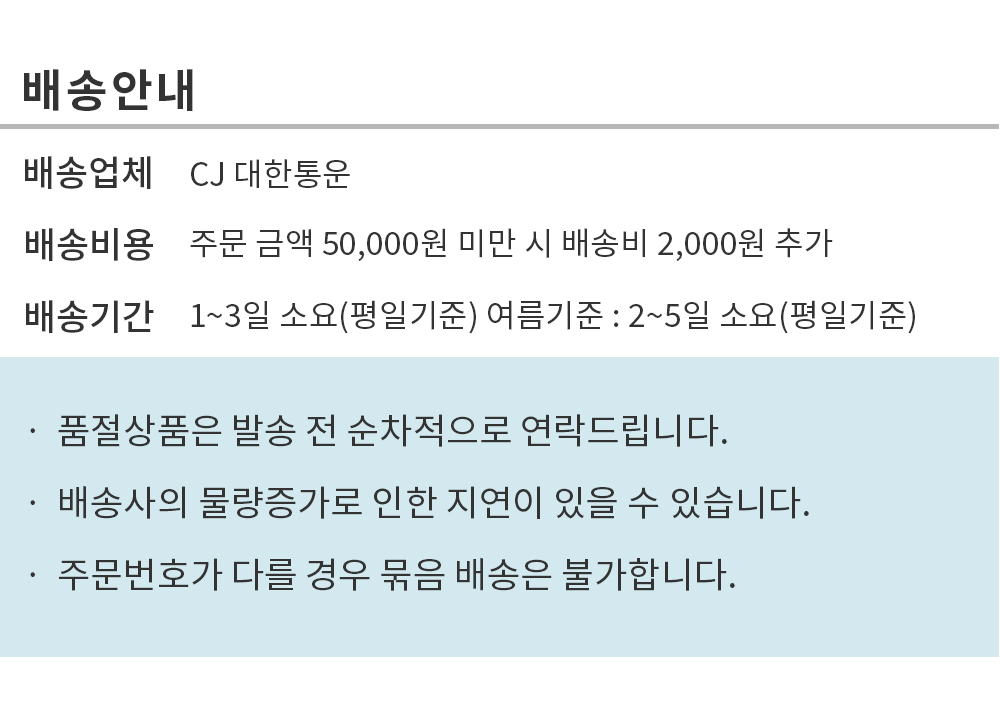 배송안내
배송업체 CJ 대한통운
배송비용 주문 금액 50,000원 미만 시 배송비 2,000원 추가
배송기간 1~3일 소요(평일기준) 여름기준 : 2~5일 소요(평일기준)
· 품절상품은 발송 전 순차적으로 연락드립니다.
· 배송사의 물량증가로 인한 지연이 있을 수 있습니다.
· 주문번호가 다를 경우 묶음 배송은 불가합니다.